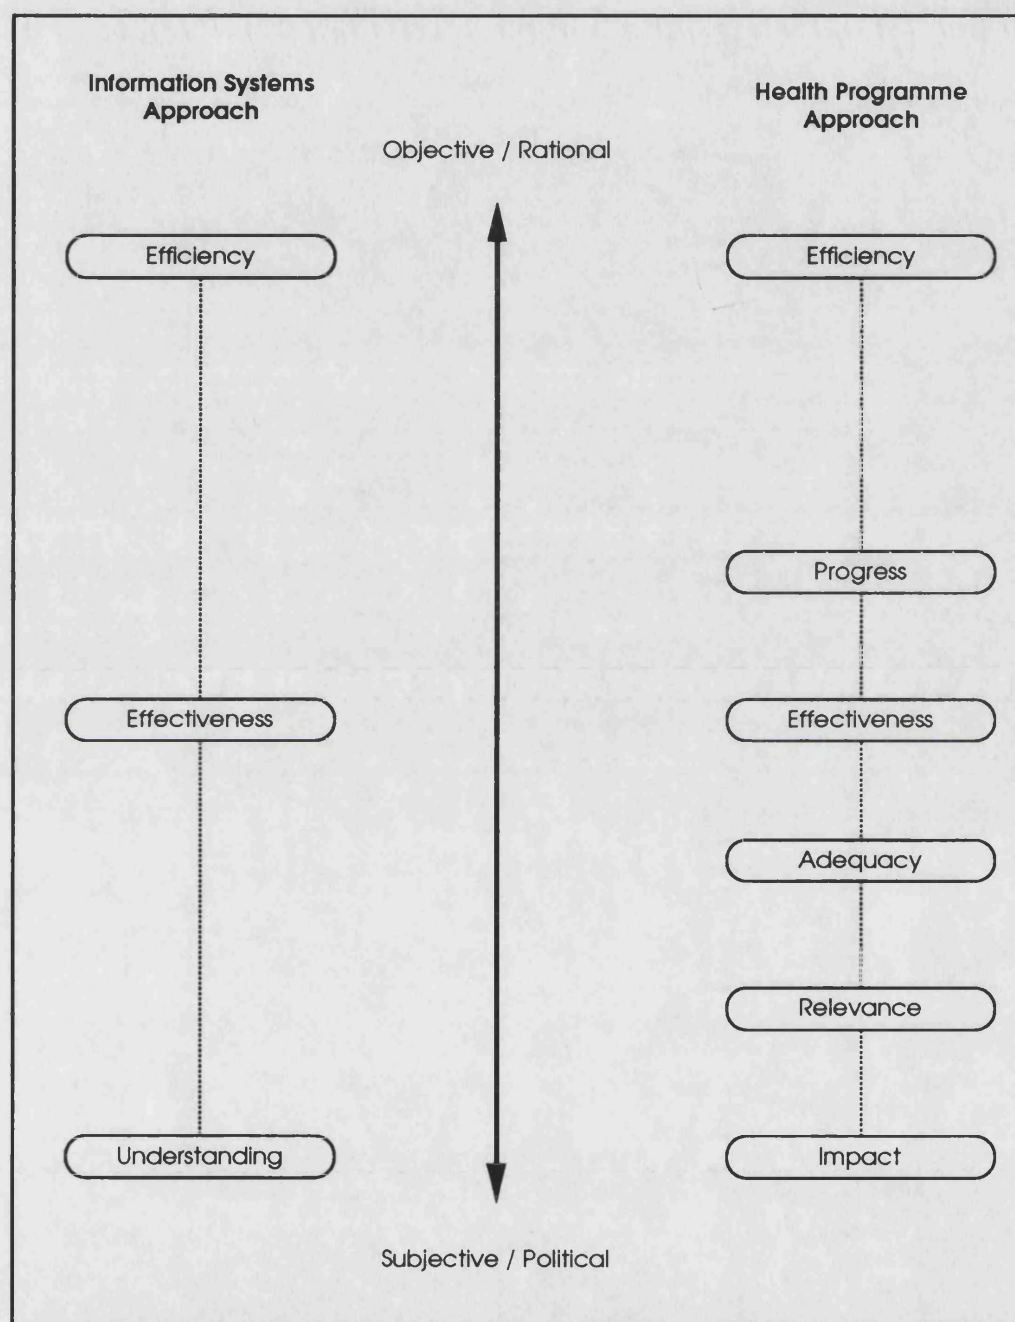 Information Systems
Approach
Health Programme
Approach
Objective / Rational
Efficiency
Efficiency
Progress
Effectiveness
Effectiveness
Adequacy
Relevance
Understanding
Impact
Subjective / Political